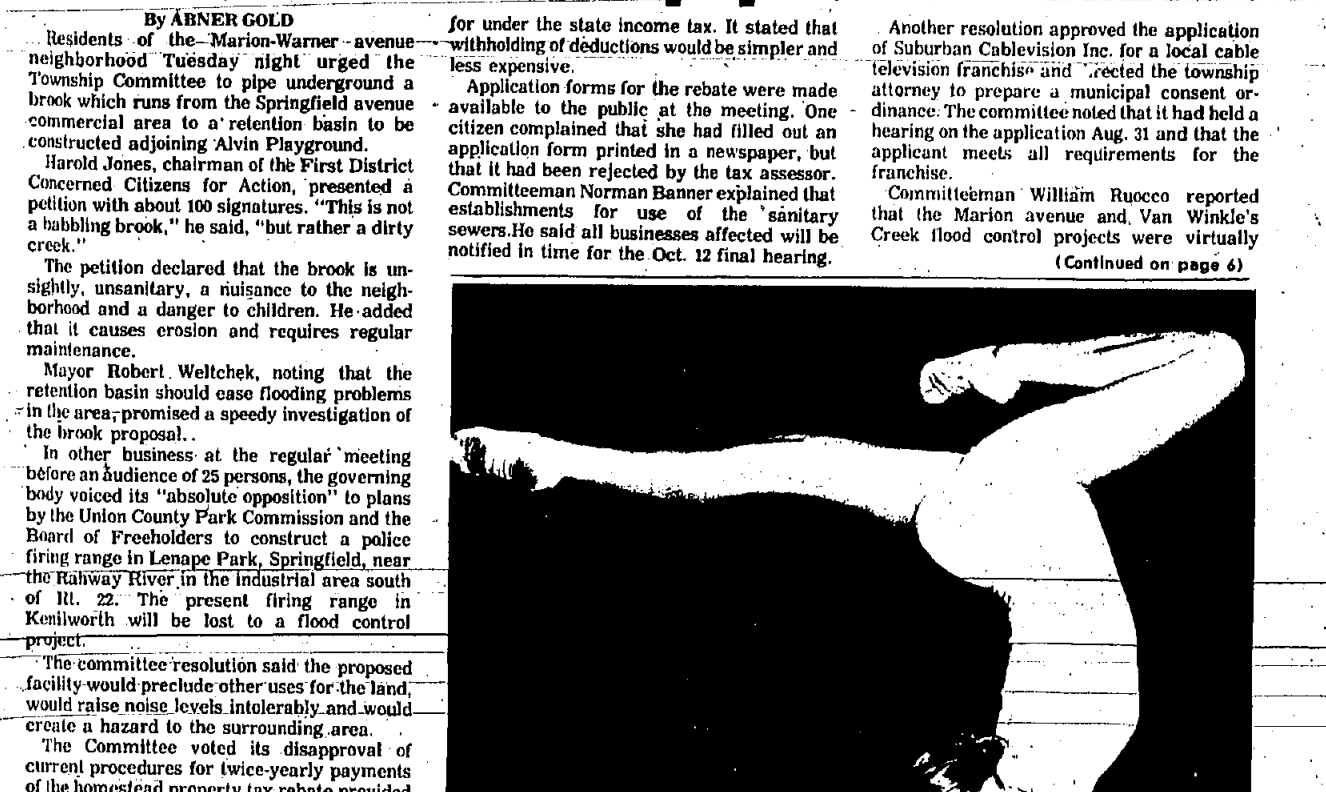 By ABNER GOLD
Residents of the Marion-Warner avenue
neighborhood Tuesday night urged the
Township Committee to pipe underground a
brook which runs from the Springfield avenue
commercial area to a retention basin to be
constructed adjoining Alvin Playground.
Harold Jones, chairman of the First District
Concerned Citizens for Action, presented a
petition with about 100 signatures. "This is not
a babbling brook," he said, "but rather a dirty
creek."
The petition declared that the brook is un-
sightly, unsanitary, a nuisance to the neigh-
borhood and a danger to children. He added
that it causes erosion and requires regular
maintenance.
Mayor Robert Weltchek, noting that the
retention basin should ease flooding problems
in the area, promised a speedy investigation of
the brook proposal..
In other business at the regular meeting
before an audience of 25 persons, the governing
body voiced its "absolute opposition" to plans
by the Union County Park Commission and the
Board of Freeholders to construct a police
firing range in Lenape Park, Springfield, near
the Rahway River in the industrial area south
of Rt. 22. The present firing range in
Kenilworth will be lost to a flood control
project.
The committee resolution said the proposed
facility would preclude other uses for the land,
would raise noise levels intolerably and would
create a hazard to the surrounding area.
The Committee voted its disapproval of
current procedures for twice-yearly payments
of the homestead property tax rebate provided
for under the state income tax. It stated that
withholding of deductions would be simpler and
less expensive.
Application forms for the rebate were made
available to the public at the meeting. One
citizen complained that she had filled out an
application form printed in a newspaper, but
that it had been rejected by the tax assessor.
Committeeman Norman Banner explained that
establishments for use of the sanitary
sewers.He said all businesses affected will be
notified in time for the Oct. 12 final hearing.
Another resolution approved the application
of Suburban Cablevision Inc. for a local cable
television franchise and directed the township
attorney to prepare a municipal consent or-
dinance. The committee noted that it had held a
hearing on the application Aug. 31 and that the
applicant meets all requirements for the
franchise.
Committeeman William Ruocco reported
that the Marion avenue and Van Winkle's
Creek flood control projects were virtually
(Continued on page 6)